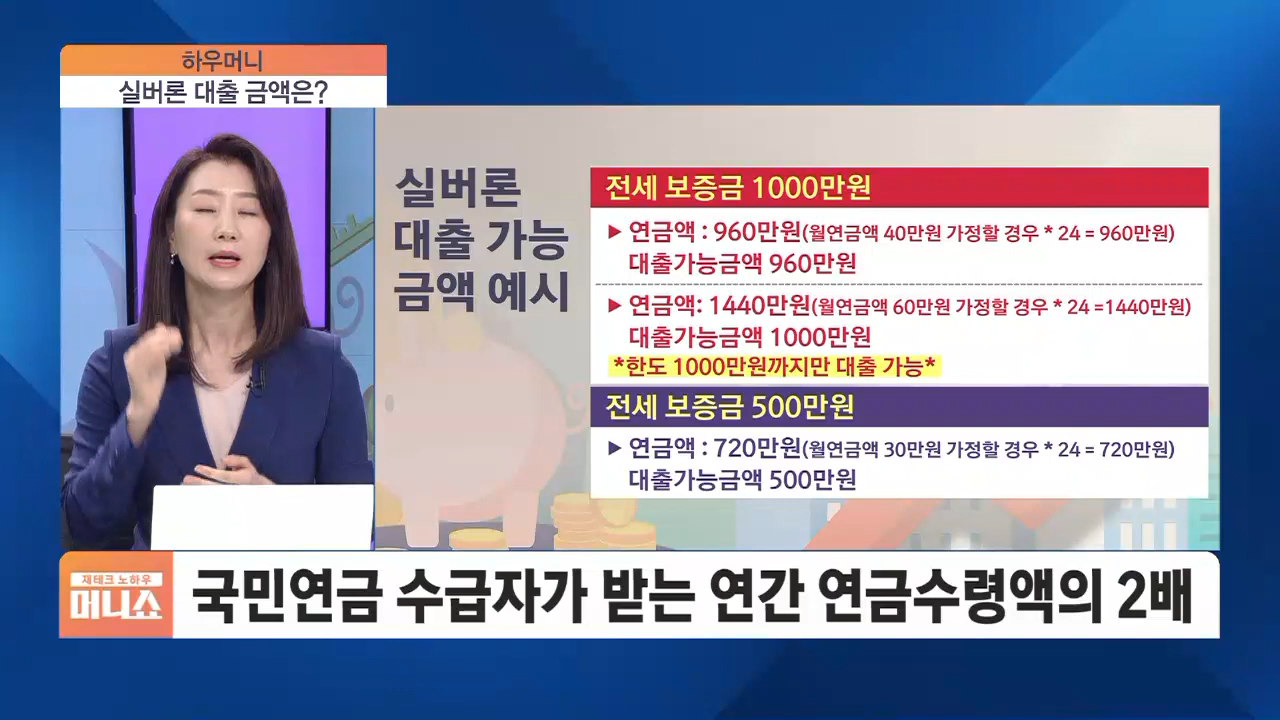 하우머니
실버론 대출 금액은?
실버론
대출 가능
금액 예시
전세 보증금 1000만원
▶ 연금액 : 960만원(월연금액 40만원 가정할 경우 * 24 = 960만원)
대출가능금액 960만원
▶ 연금액: 1440만원(월연금액 60만원 가정할 경우 * 24 =1440만원)
대출가능금액 1000만원
*한도 1000만원까지만 대출 가능*
전세 보증금 500만원
▶ 연금액 : 720만원(월연금액 30만원 가정할 경우 * 24 = 720만원)
대출가능금액 500만원
재테크 노하우
머니쇼
국민연금 수급자가 받는 연간 연금수령액의 2배